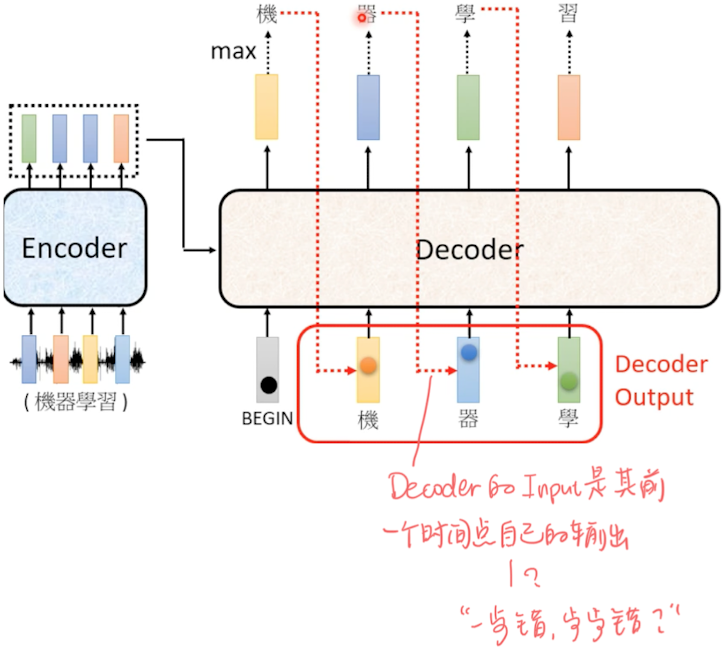 機 器 學 習
max
Encoder
Decoder
( 機器學習 )
BEGIN
機 器 學
Decoder
Output
Decoder的Input是其前
一个时间点自己的输出
↓?
“一步错,步步错?”